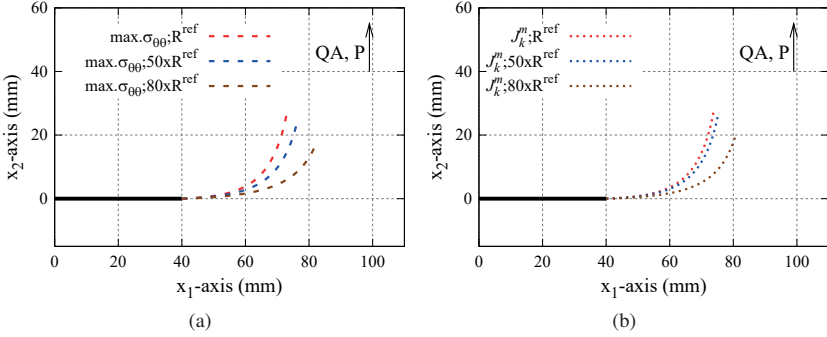 60
40
20
0
x₂-axis (mm)
max.σθθ;Rʳᵉᶠ
max.σθθ;50xRʳᵉᶠ
max.σθθ;80xRʳᵉᶠ
QA, P
0 20 40 60 80 100
x₁-axis (mm)
(a)
60
40
20
0
x₂-axis (mm)
Jₖᵐ;Rʳᵉᶠ
Jₖᵐ;50xRʳᵉᶠ
Jₖᵐ;80xRʳᵉᶠ
QA, P
0 20 40 60 80 100
x₁-axis (mm)
(b)